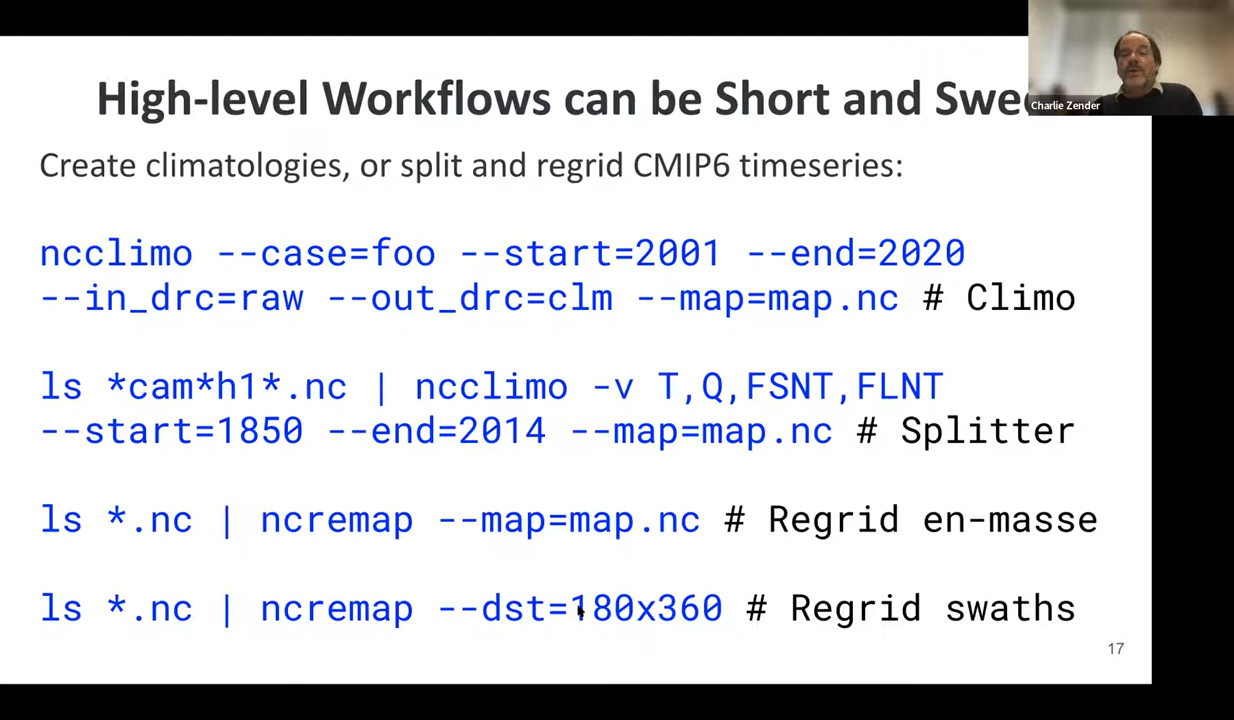 High-level Workflows can be Short and Swe
Charlie Zender
Create climatologies, or split and regrid CMIP6 timeseries:
ncclimo --case=foo --start=2001 --end=2020
--in_drc=raw --out_drc=clm --map=map.nc # Climo
ls *cam*h1*.nc | ncclimo -v T,Q,FSNT,FLNT
--start=1850 --end=2014 --map=map.nc # Splitter
ls *.nc | ncremap --map=map.nc # Regrid en-masse
ls *.nc | ncremap --dst=180x360 # Regrid swaths
17